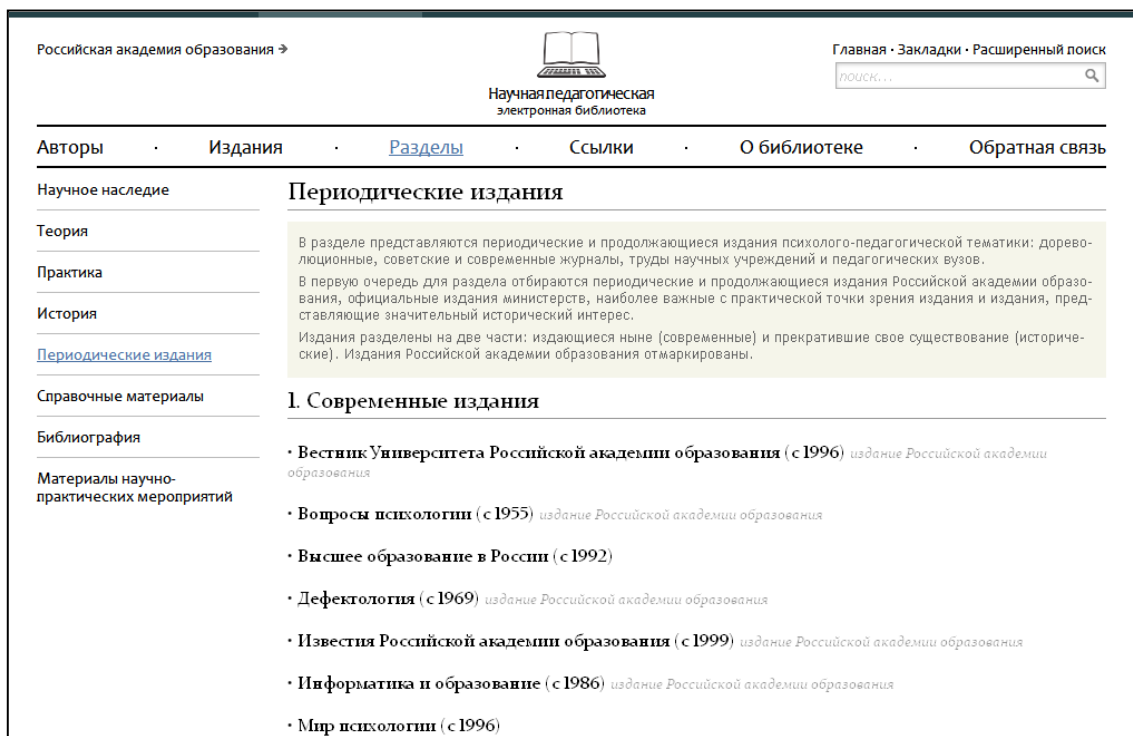 Российская академия образования →
Главная · Закладки · Расширенный поиск
поиск...
Научная педагогическая
электронная библиотека
Авторы · Издания · Разделы · Ссылки · О библиотеке · Обратная связь
Научное наследие
Теория
Практика
История
Периодические издания
Справочные материалы
Библиография
Материалы научно-
практических мероприятий
Периодические издания
В разделе представляются периодические и продолжающиеся издания психолого-педагогической тематики: дорево-
люционные, советские и современные журналы, труды научных учреждений и педагогических вузов.
В первую очередь для раздела отбираются периодические и продолжающиеся издания Российской академии образо-
вания, официальные издания министерств, наиболее важные с практической точки зрения издания и издания, пред-
ставляющие значительный исторический интерес.
Издания разделены на две части: издающиеся ныне (современные) и прекратившие свое существование (историче-
ские). Издания Российской академии образования отмаркированы.
1. Современные издания
· Вестник Университета Российской академии образования (с 1996) издание Российской академии
образования
· Вопросы психологии (с 1955) издание Российской академии образования
· Высшее образование в России (с 1992)
· Дефектология (с 1969) издание Российской академии образования
· Известия Российской академии образования (с 1999) издание Российской академии образования
· Информатика и образование (с 1986) издание Российской академии образования
· Мир психологии (с 1996)